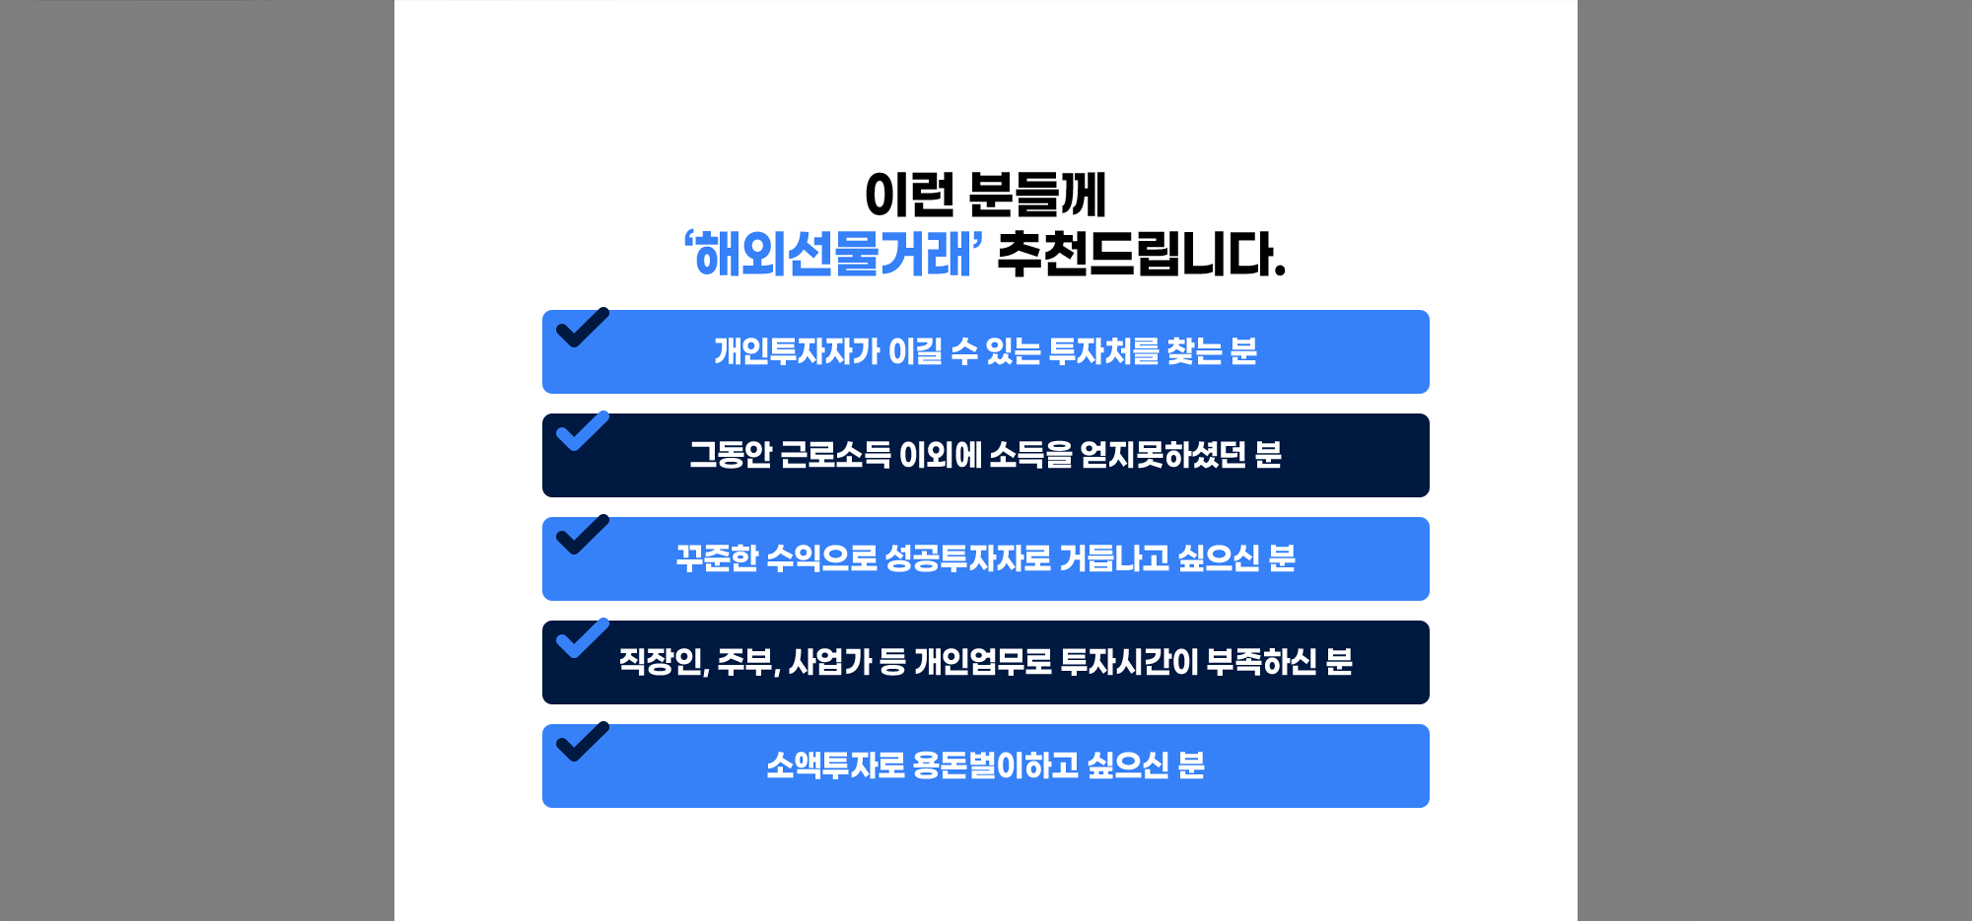 이런 분들께
‘해외선물거래’ 추천드립니다.
개인투자자가 이길 수 있는 투자처를 찾는 분
그동안 근로소득 이외에 소득을 얻지못하셨던 분
꾸준한 수익으로 성공투자자로 거듭나고 싶으신 분
직장인, 주부, 사업가 등 개인업무로 투자시간이 부족하신 분
소액투자로 용돈벌이하고 싶으신 분